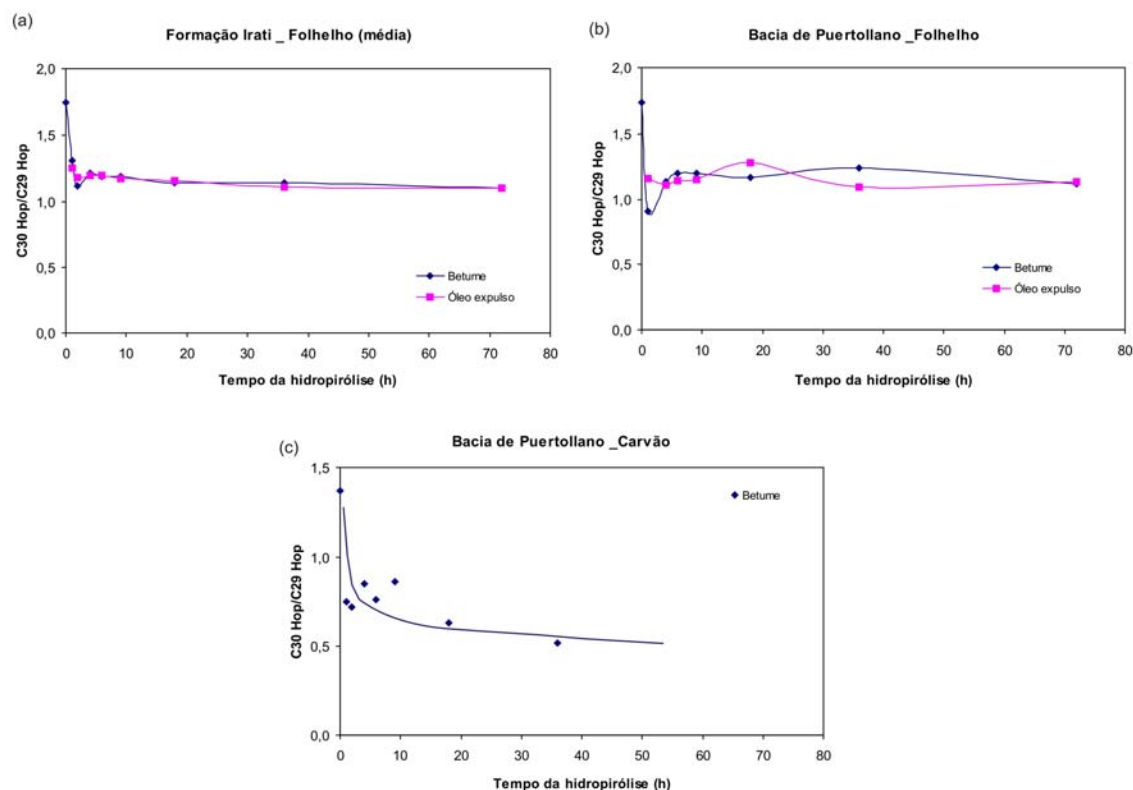 (a)
Formação Irati _ Folhelho (média)
2,0
1,5
1,0
0,5
0,0
C30 Hop/C29 Hop
Betume
Óleo expulso
0 10 20 30 40 50 60 70 80
Tempo da hidropirólise (h)
(b)
Bacia de Puertollano _Folhelho
2,0
1,5
1,0
0,5
0,0
C30 Hop/C29 Hop
Betume
Óleo expulso
0 10 20 30 40 50 60 70 80
Tempo da hidropirólise (h)
(c)
Bacia de Puertollano _Carvão
1,5
1,0
0,5
0,0
C30 Hop/C29 Hop
Betume
0 10 20 30 40 50 60 70 80
Tempo da hidropirólise (h)